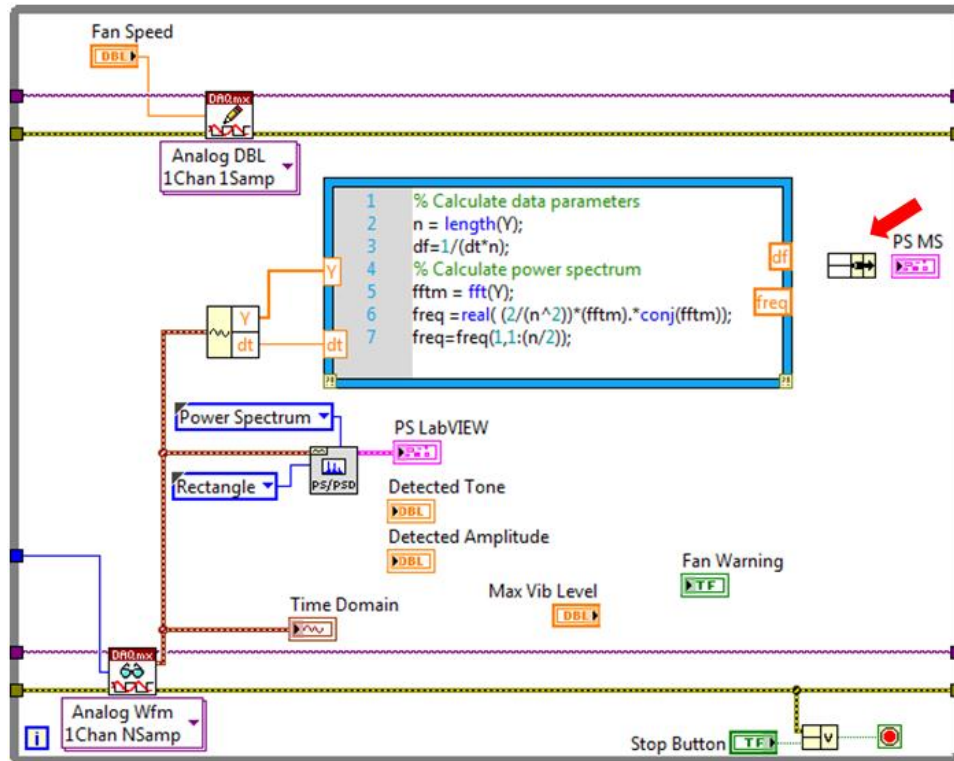 Fan Speed
DBL
DAQmx
Analog DBL
1Chan 1Samp
1 % Calculate data parameters
2 n = length(Y);
3 df=1/(dt*n);
4 % Calculate power spectrum
5 fftm = fft(Y);
6 freq =real( (2/(n^2))*(fftm).*conj(fftm));
7 freq=freq(1,1:(n/2));
Y
dt
df
freq
PS MS
Y
dt
Power Spectrum
PS LabVIEW
Rectangle
PS/PSD
Detected Tone
DBL
Detected Amplitude
DBL
Fan Warning
TF
Max Vib Level
DBL
Time Domain
DAQmx
Analog Wfm
1Chan NSamp
i
Stop Button
TF
V